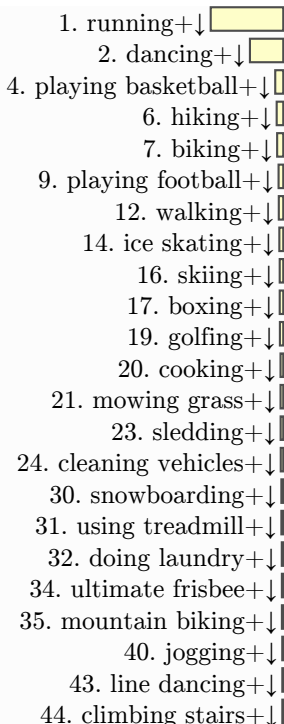 1. running+↓
2. dancing+↓
4. playing basketball+↓
6. hiking+↓
7. biking+↓
9. playing football+↓
12. walking+↓
14. ice skating+↓
16. skiing+↓
17. boxing+↓
19. golfing+↓
20. cooking+↓
21. mowing grass+↓
23. sledding+↓
24. cleaning vehicles+↓
30. snowboarding+↓
31. using treadmill+↓
32. doing laundry+↓
34. ultimate frisbee+↓
35. mountain biking+↓
40. jogging+↓
43. line dancing+↓
44. climbing stairs+↓